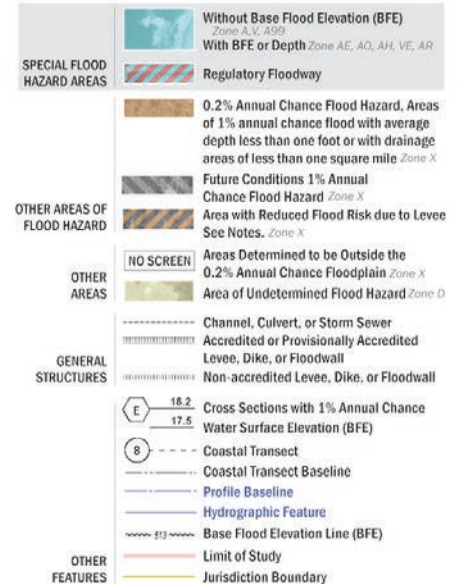 Without Base Flood Elevation (BFE)
Zone A,V, A99
With BFE or Depth Zone AE, AO, AH, VE, AR
SPECIAL FLOOD
HAZARD AREAS
Regulatory Floodway
0.2% Annual Chance Flood Hazard, Areas
of 1% annual chance flood with average
depth less than one foot or with drainage
areas of less than one square mile Zone X
Future Conditions 1% Annual
Chance Flood Hazard Zone X
OTHER AREAS OF
FLOOD HAZARD
Area with Reduced Flood Risk due to Levee
See Notes. Zone X
NO SCREEN
Areas Determined to be Outside the
0.2% Annual Chance Floodplain Zone X
OTHER
AREAS
Area of Undetermined Flood Hazard Zone D
Channel, Culvert, or Storm Sewer
Accredited or Provisionally Accredited
Levee, Dike, or Floodwall
GENERAL
STRUCTURES
Non-accredited Levee, Dike, or Floodwall
E 18.2 Cross Sections with 1% Annual Chance
17.5 Water Surface Elevation (BFE)
8 Coastal Transect
Coastal Transect Baseline
Profile Baseline
Hydrographic Feature
513 Base Flood Elevation Line (BFE)
OTHER
FEATURES
Limit of Study
Jurisdiction Boundary